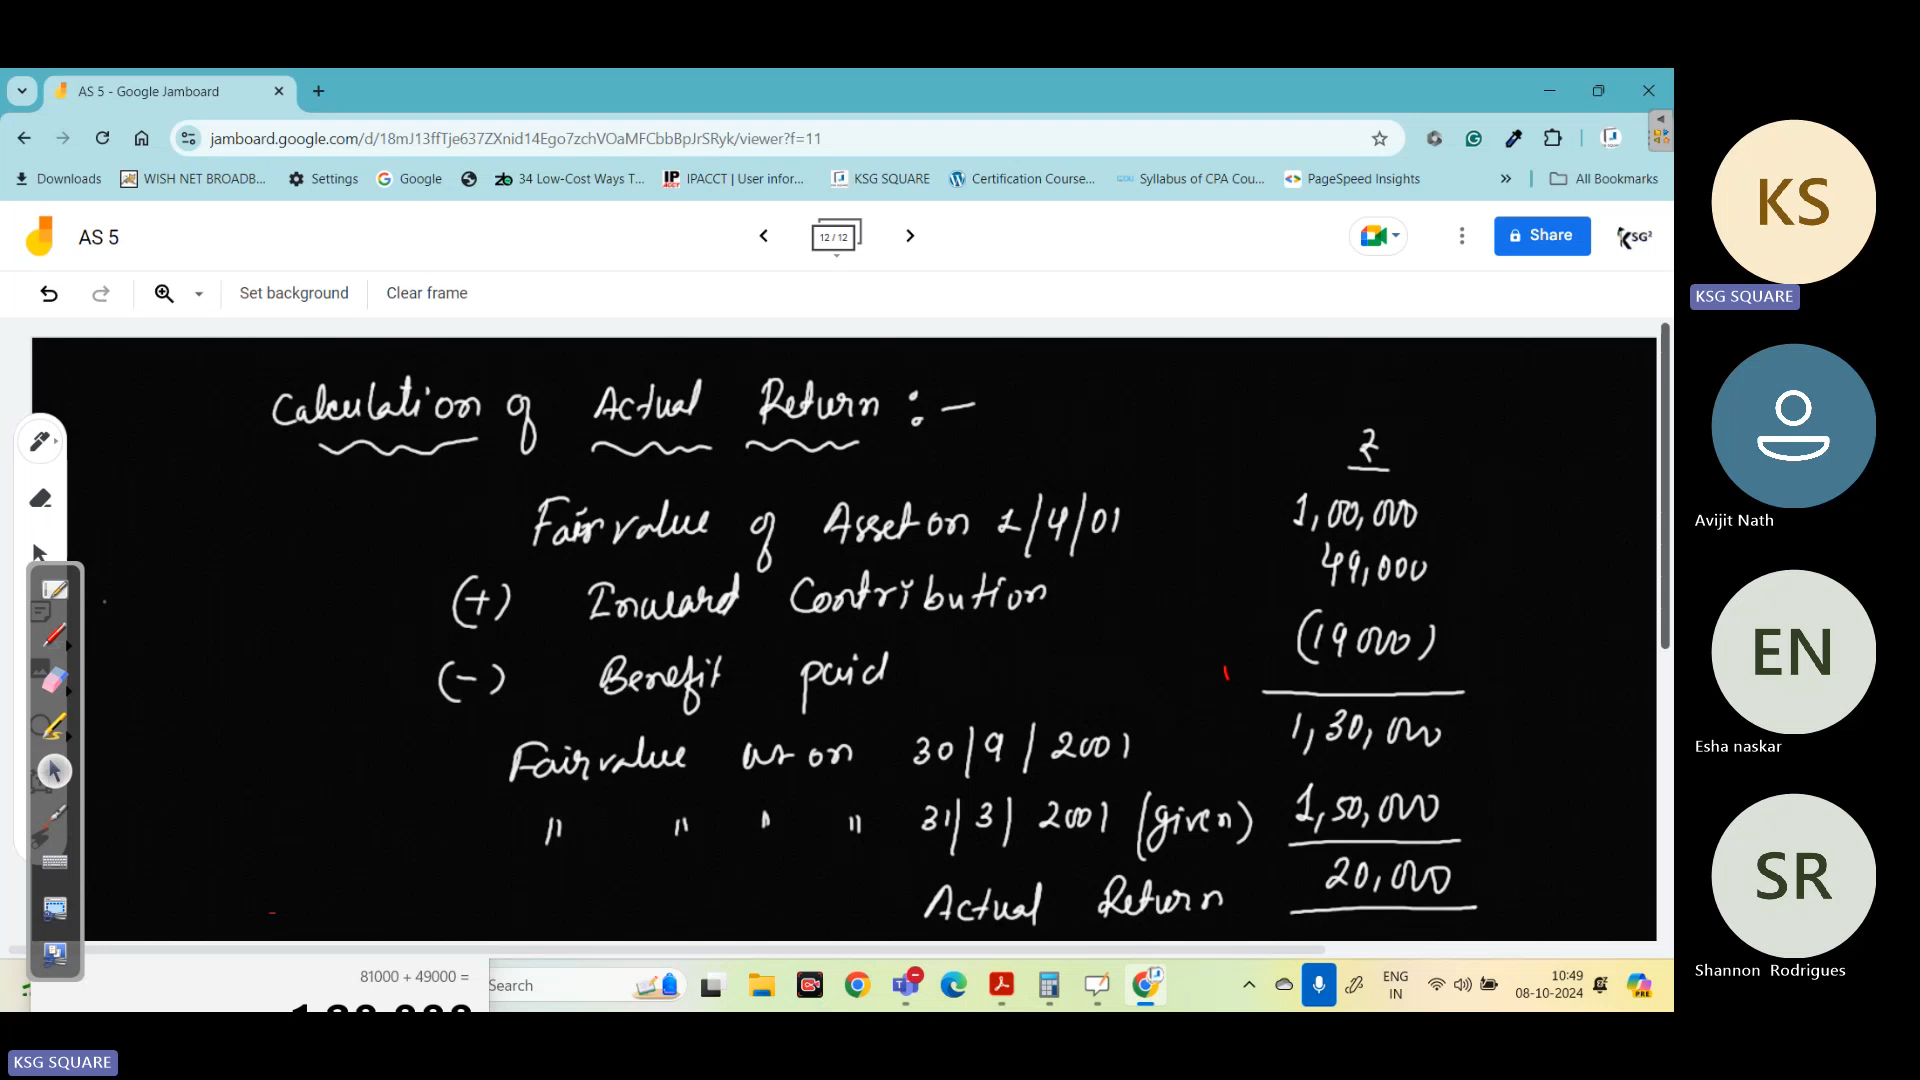 AS 5 - Google Jamboard
jamboard.google.com/d/18mJ13ffTje637ZXnid14Ego7zchVOaMFCbbBpJrSRyk/viewer?f=11
Downloads WISH NET BROADB... Settings Google 34 Low-Cost Ways T... IPACCT | User infor... KSG SQUARE Certification Course... Syllabus of CPA Cou... PageSpeed Insights » All Bookmarks
AS 5
12 / 12
Share
KSG²
Set background Clear frame
Calculation of Actual Return :-
₹
Fair value of Asset on 1/4/01 1,00,000
(+) Inward Contribution 49,000
(-) Benefit paid (19000)
1,30,000
Fair value as on 30/9/2001
" " " " 31/3/2001 (given) 1,50,000
Actual Return 20,000
81000 + 49000 =
Search
ENG
IN
10:49
08-10-2024
PRE
KS
KSG SQUARE
Avijit Nath
EN
Esha naskar
SR
Shannon Rodrigues
KSG SQUARE